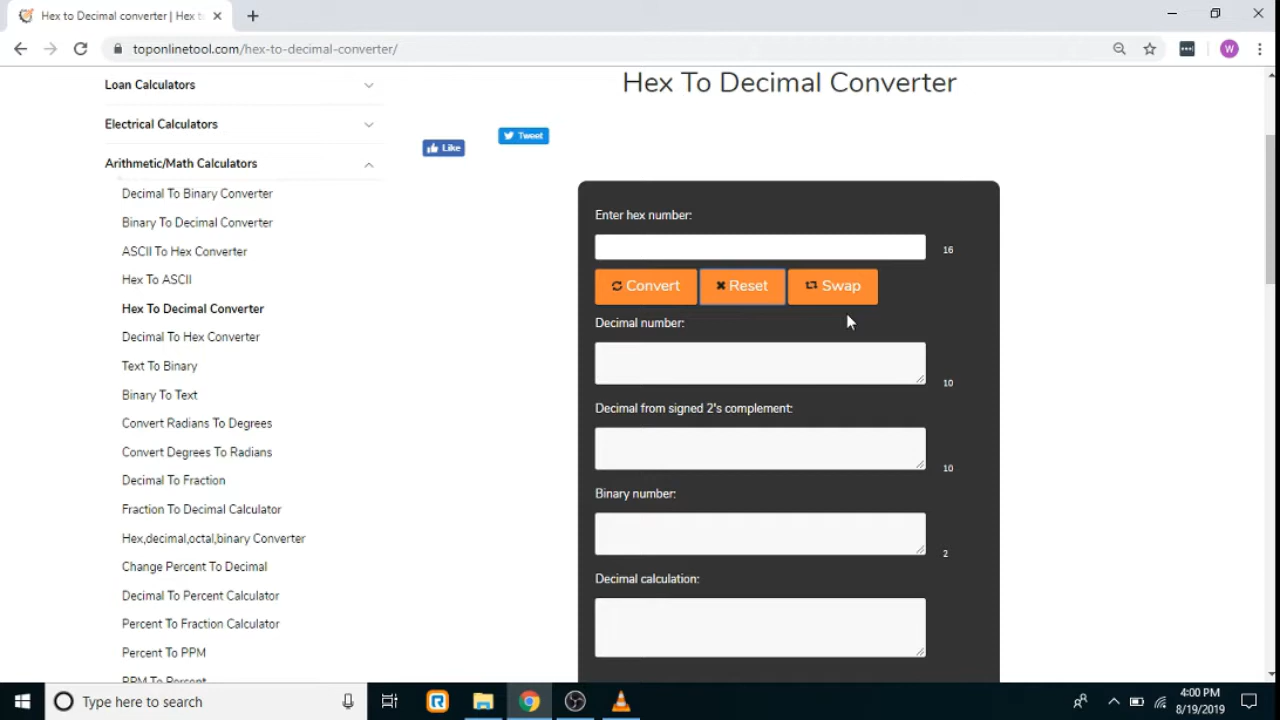 Hex to Decimal converter | Hex t
toponlinetool.com/hex-to-decimal-converter/
W
Loan Calculators
Electrical Calculators
Arithmetic/Math Calculators
Decimal To Binary Converter
Binary To Decimal Converter
ASCII To Hex Converter
Hex To ASCII
Hex To Decimal Converter
Decimal To Hex Converter
Text To Binary
Binary To Text
Convert Radians To Degrees
Convert Degrees To Radians
Decimal To Fraction
Fraction To Decimal Calculator
Hex,decimal,octal,binary Converter
Change Percent To Decimal
Decimal To Percent Calculator
Percent To Fraction Calculator
Percent To PPM
PPM To Percent
Hex To Decimal Converter
Like
Tweet
Enter hex number:
16
Convert
Reset
Swap
Decimal number:
10
Decimal from signed 2's complement:
10
Binary number:
2
Decimal calculation:
Type here to search
4:00 PM
8/19/2019